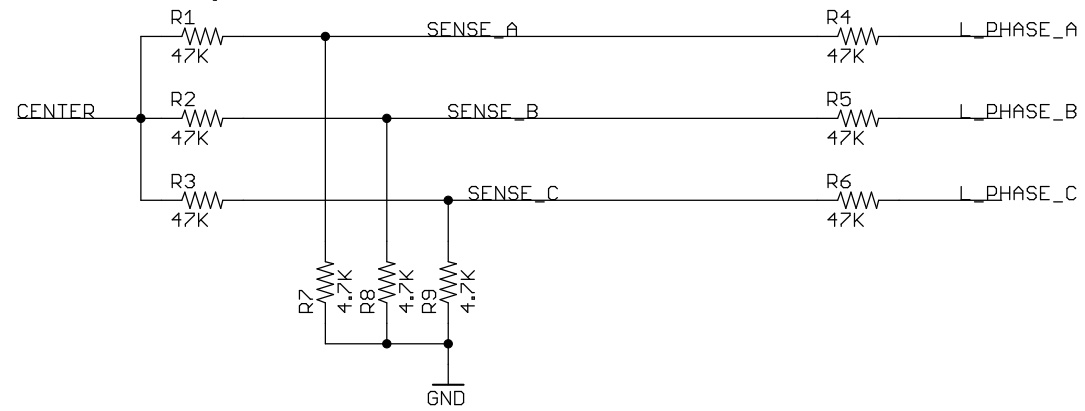 R1 SENSE_A R4 L_PHASE_A
47K 47K
CENTER R2 SENSE_B R5 L_PHASE_B
47K 47K
R3 SENSE_C R6 L_PHASE_C
47K 47K
R7 4.7K R8 4.7K R9 4.7K
GND